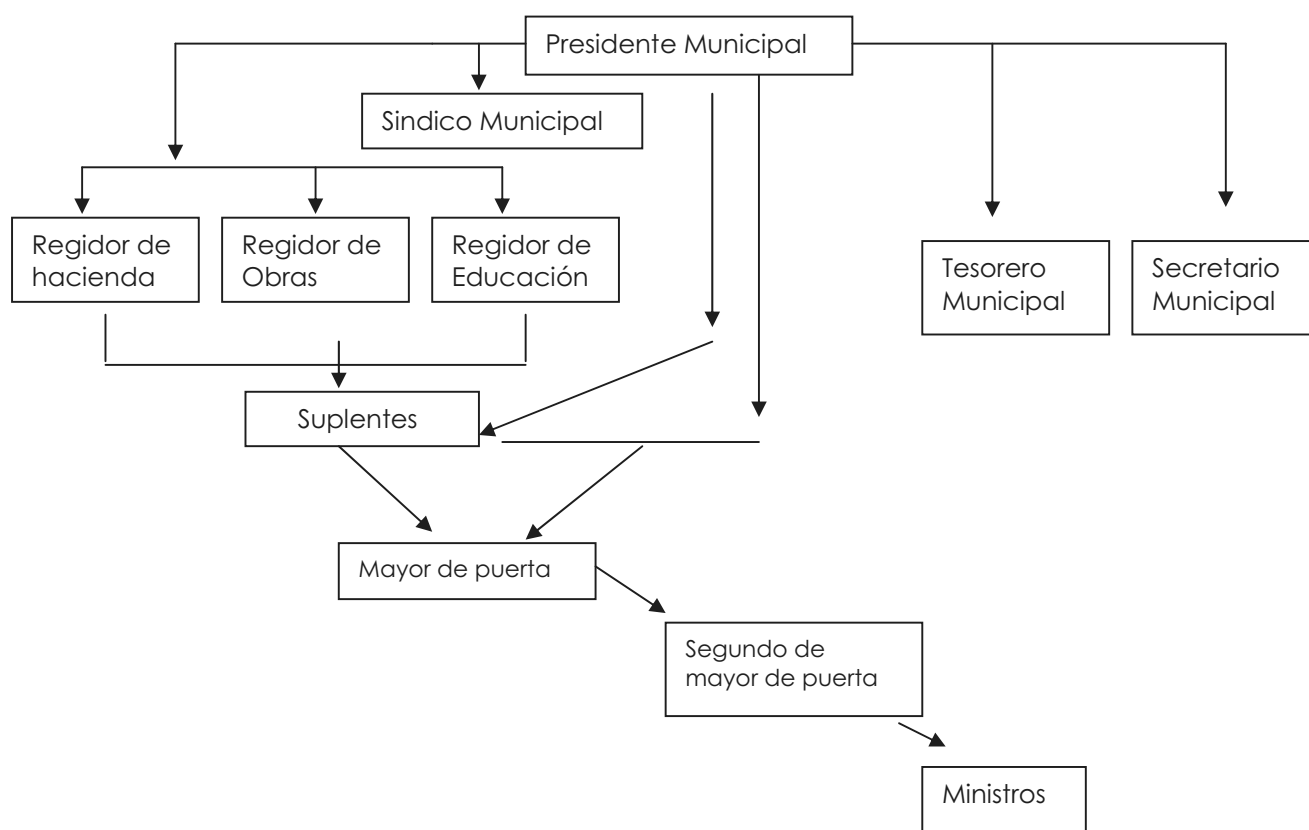 Presidente Municipal
Sindico Municipal
Regidor de
hacienda
Regidor de
Obras
Regidor de
Educación
Tesorero
Municipal
Secretario
Municipal
Suplentes
Mayor de puerta
Segundo de
mayor de puerta
Ministros